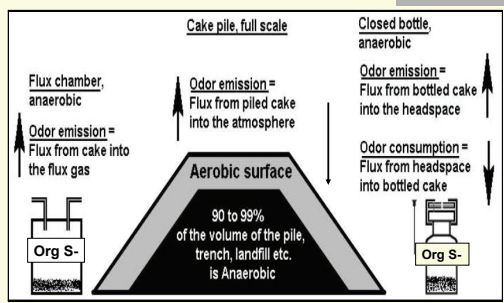 Cake pile, full scale
Closed bottle,
anaerobic
Flux chamber,
anaerobic
Odor emission =
Flux from cake into
the flux gas
Odor emission =
Flux from piled cake
into the atmosphere
Odor emission =
Flux from bottled cake
into the headspace
Odor consumption =
Flux from headspace
into bottled cake
Aerobic surface
90 to 99%
of the volume of the pile,
trench, landfill etc.
is Anaerobic
Org S-
Org S-